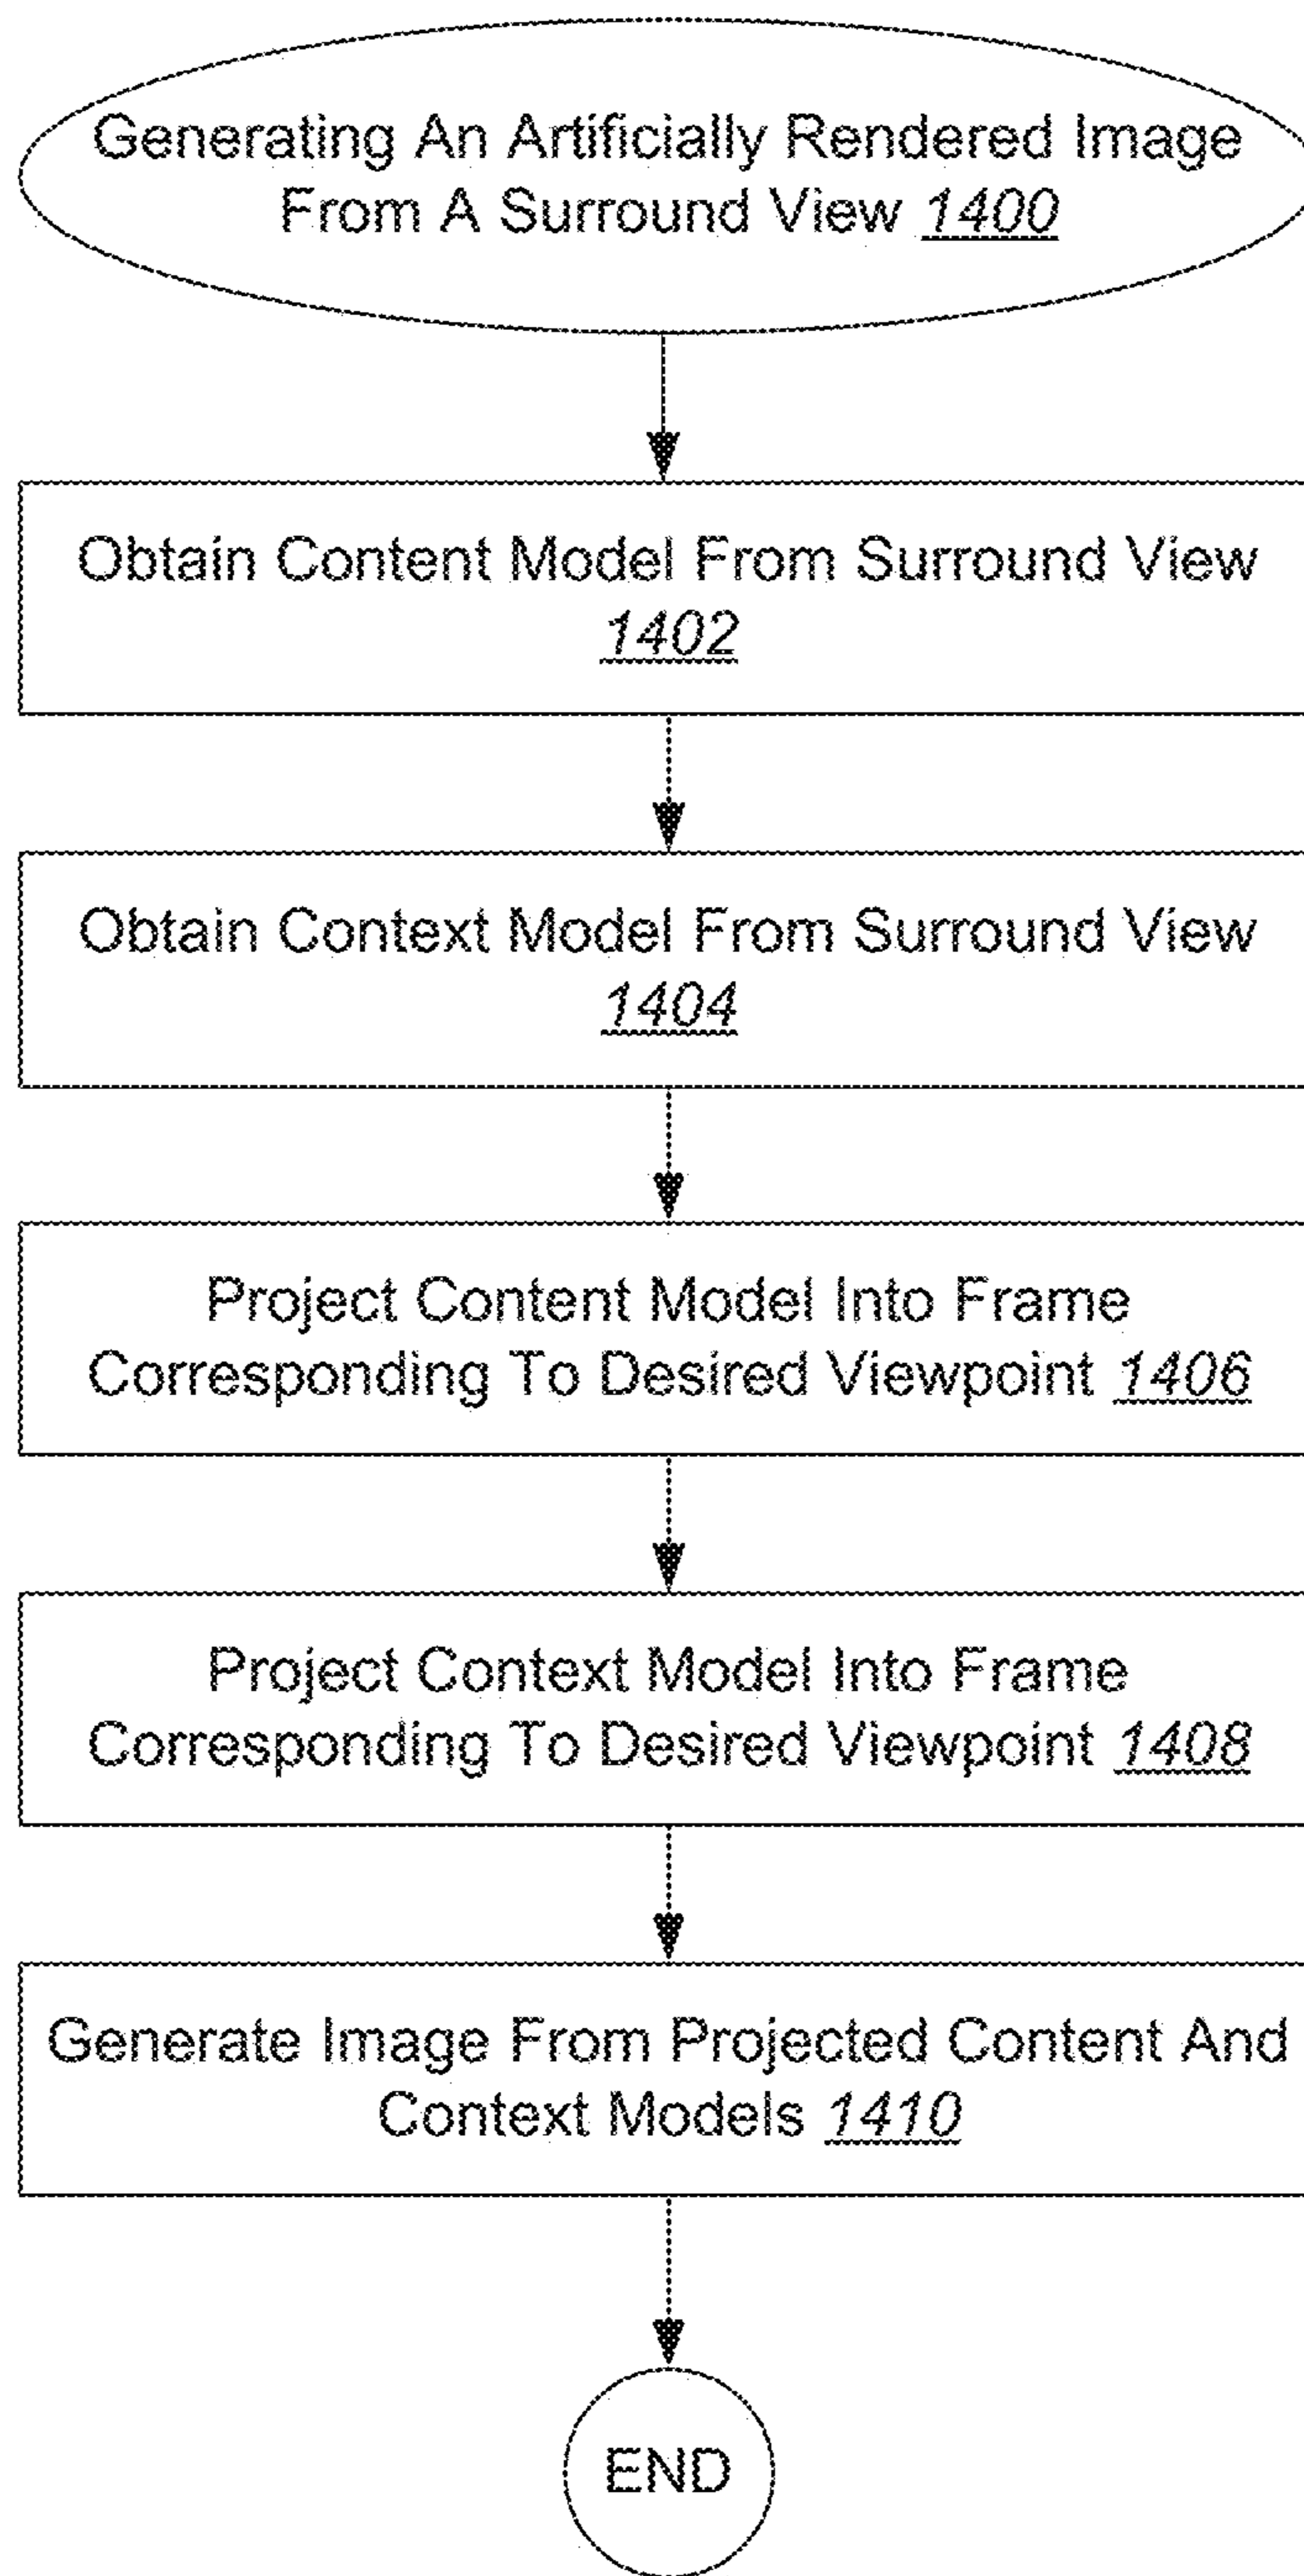 Generating An Artificially Rendered Image
From A Surround View 1400
Obtain Content Model From Surround View
1402
Obtain Context Model From Surround View
1404
Project Content Model Into Frame
Corresponding To Desired Viewpoint 1406
Project Context Model Into Frame
Corresponding To Desired Viewpoint 1408
Generate Image From Projected Content And
Context Models 1410
END